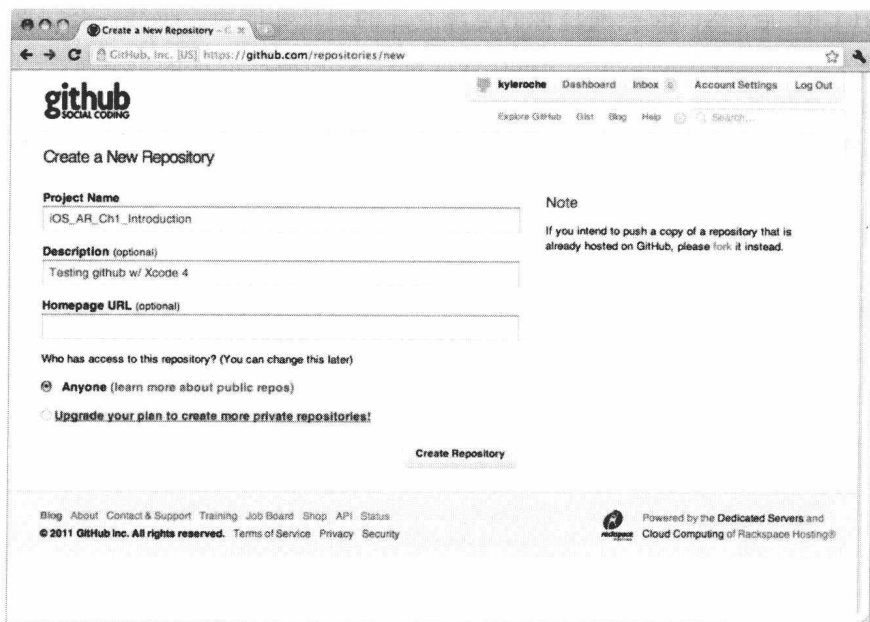 Create a New Repository - G
GitHub, Inc. [US] https://github.com/repositories/new
github
SOCIAL CODING
kyleroche Dashboard Inbox 0 Account Settings Log Out
Explore GitHub Gist Blog Help Search...
Create a New Repository
Project Name
iOS_AR_Ch1_Introduction
Description (optional)
Testing github w/ Xcode 4
Homepage URL (optional)
Who has access to this repository? (You can change this later)
Anyone (learn more about public repos)
Upgrade your plan to create more private repositories!
Create Repository
Note
If you intend to push a copy of a repository that is
already hosted on GitHub, please fork it instead.
Blog About Contact & Support Training Job Board Shop API Status
© 2011 GitHub Inc. All rights reserved. Terms of Service Privacy Security
rackspace
Powered by the Dedicated Servers and
Cloud Computing of Rackspace Hosting®